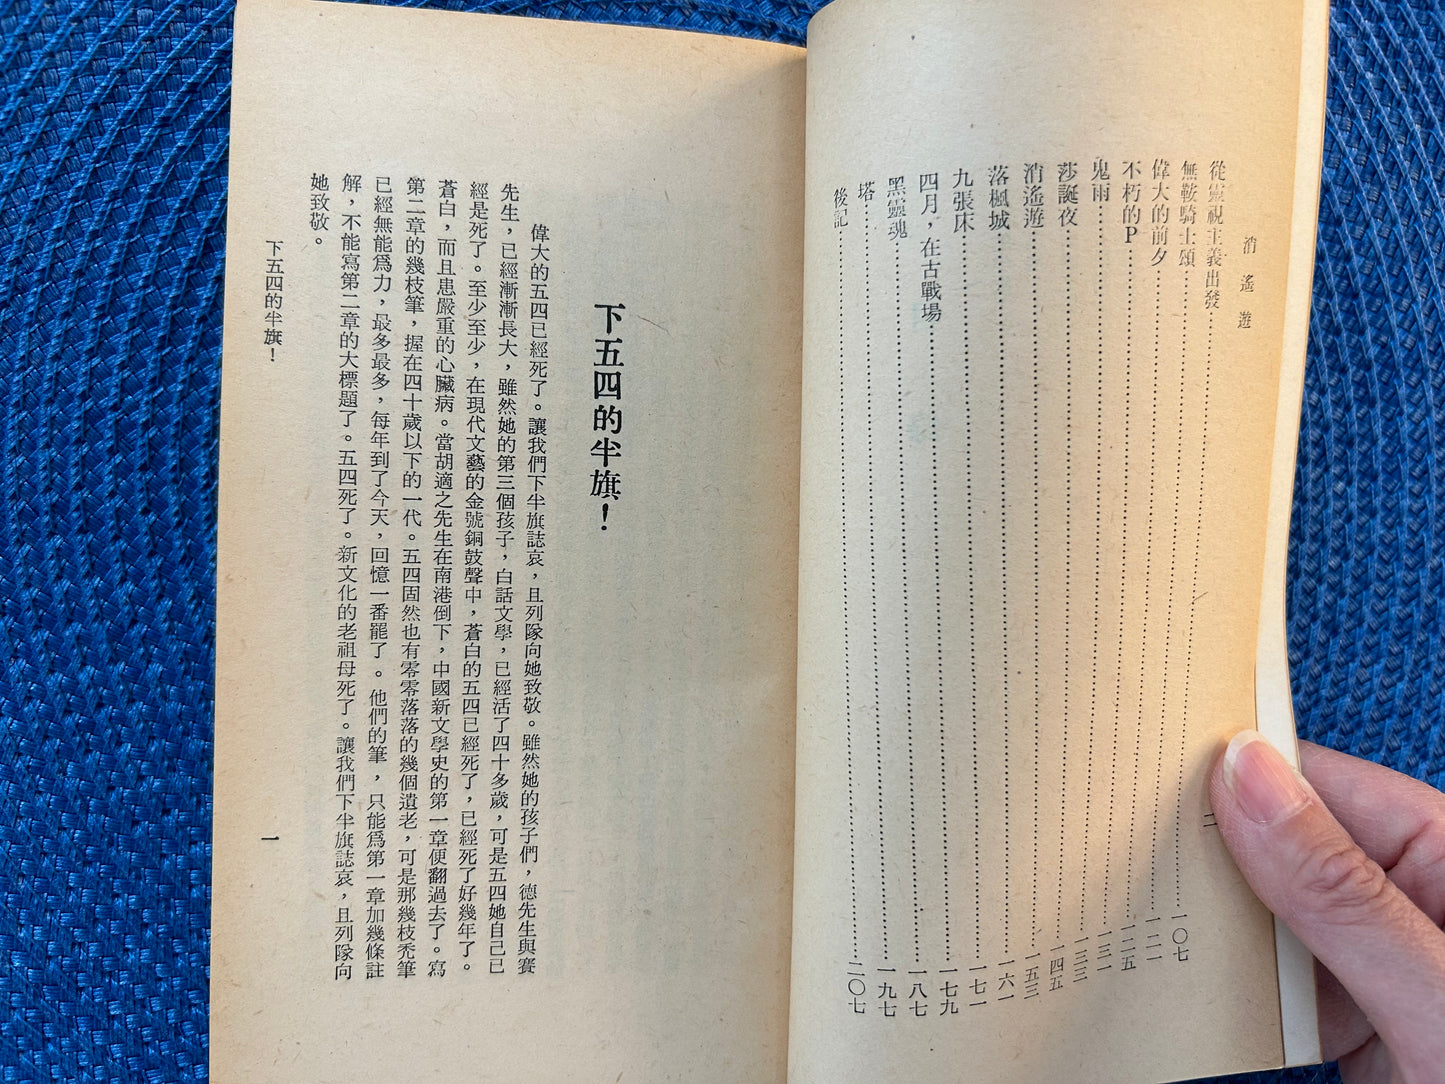 消遙遊
從靈視主義出發……一〇七
無鞍騎士頌……一二一
偉大的前夕……一二五
不朽的P……一三一
鬼雨……一三三
莎誕夜……一四五
消遙遊……一五三
落楓城……一六一
九張床……一七一
四月，在古戰場……一七九
黑靈魂……一八七
塔……一九七
後記……二〇七
二
下五四的半旗！
偉大的五四已經死了。讓我們下半旗誌哀，且列隊向她致敬。雖然她的孩子們，德先生與賽
先生，已經漸漸長大，雖然她的第三個孩子，白話文學，已經活了四十多歲，可是五四她自己已
經是死了。至少至少，在現代文藝的金號銅鼓聲中，蒼白的五四已經死了，已經死了好幾年了。
蒼白，而且患嚴重的心臟病。當胡適之先生在南港倒下，中國新文學史的第一章便翻過去了。寫
第二章的幾枝筆，握在四十歲以下的一代。五四固然也有零零落落的幾個遺老，可是那幾枝禿筆
已經無能爲力，最多最多，每年到了今天，回憶一番罷了。他們的筆，只能爲第一章加幾條註
解，不能寫第二章的大標題了。五四死了。新文化的老祖母死了。讓我們下半旗誌哀，且列隊向
她致敬。
下五四的半旗！
一